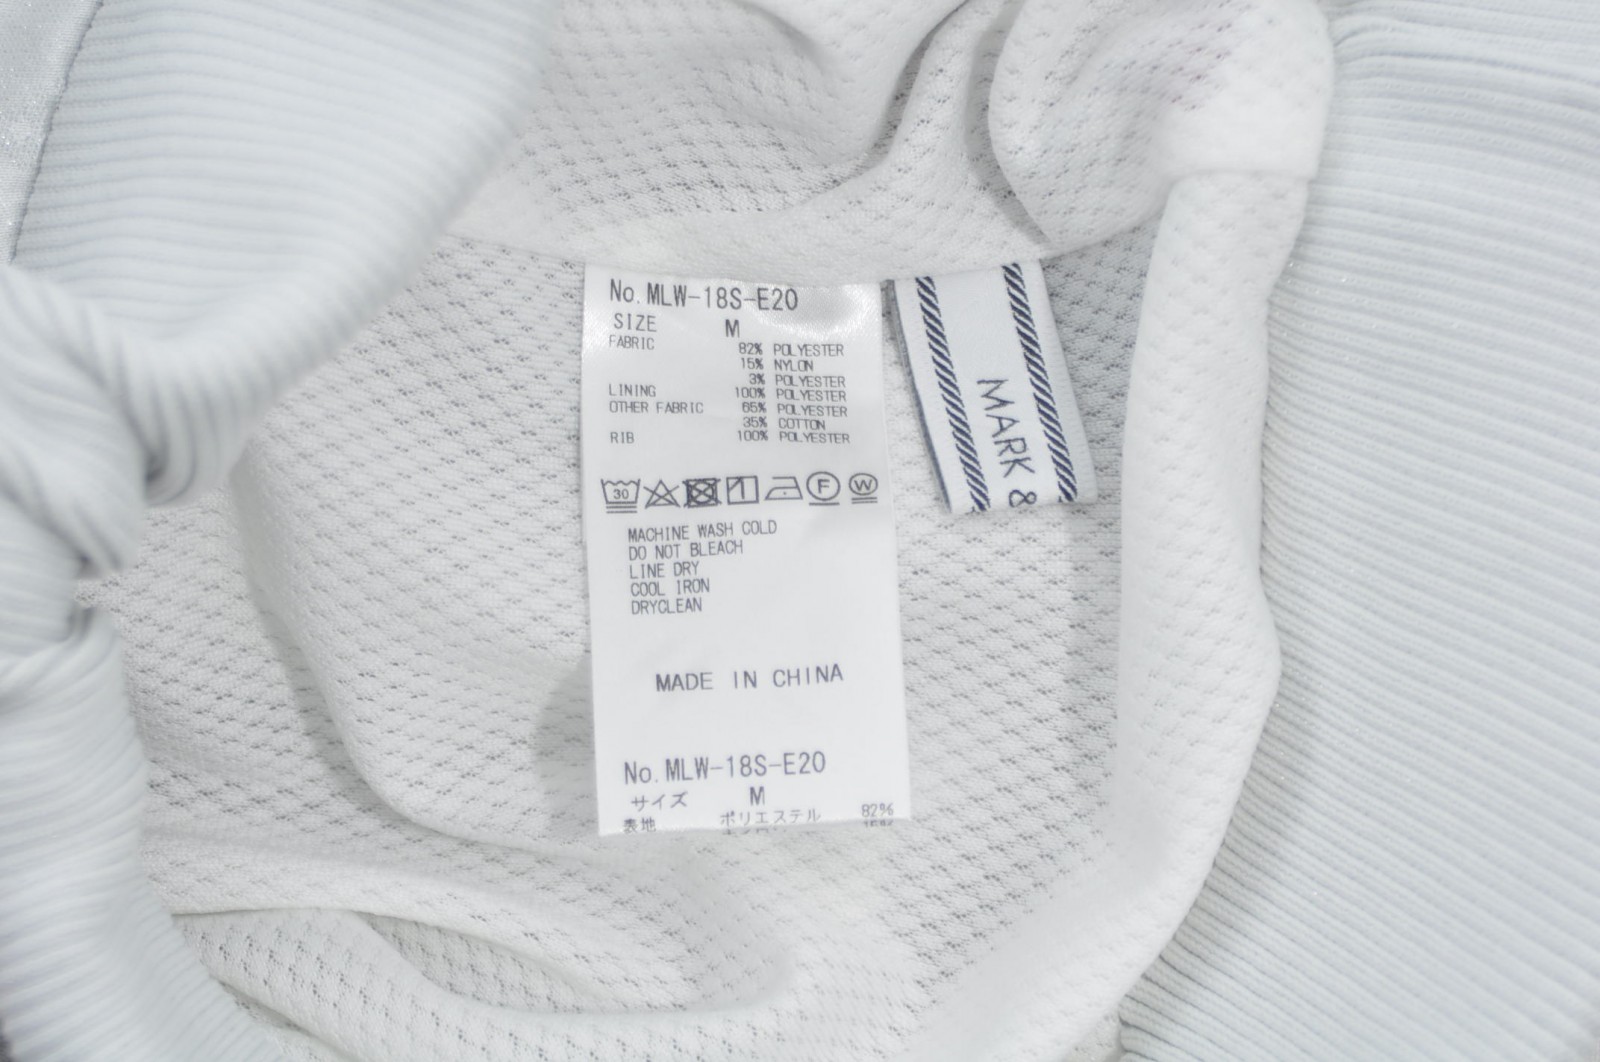 No. MLW-18S-E20
SIZE M
FABRIC 82% POLYESTER
15% NYLON
3% POLYESTER
LINING 100% POLYESTER
OTHER FABRIC 65% POLYESTER
35% COTTON
RIB 100% POLYESTER
30 1 F W
MACHINE WASH COLD
DO NOT BLEACH
LINE DRY
COOL IRON
DRYCLEAN
MADE IN CHINA
No. MLW-18S-E20
サイズ M
表地 ポリエステル 82%
MARK &